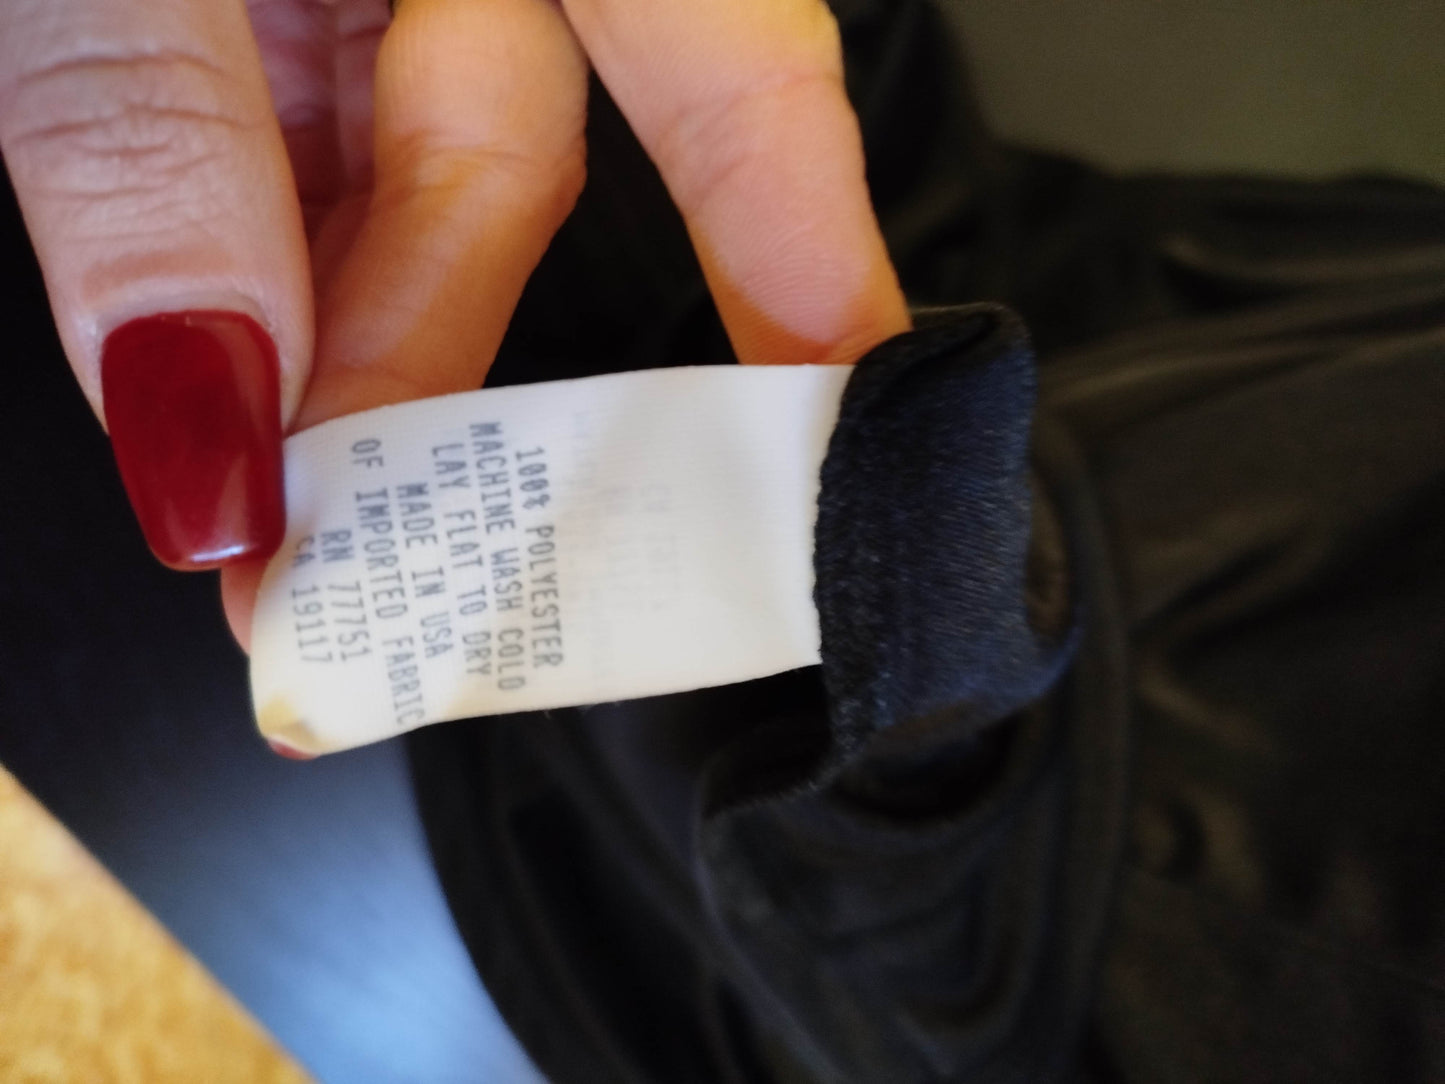 100% POLYESTER
MACHINE WASH COLD
LAY FLAT TO DRY
MADE IN USA
OF IMPORTED FABRIC
RN 77751
CA 19117